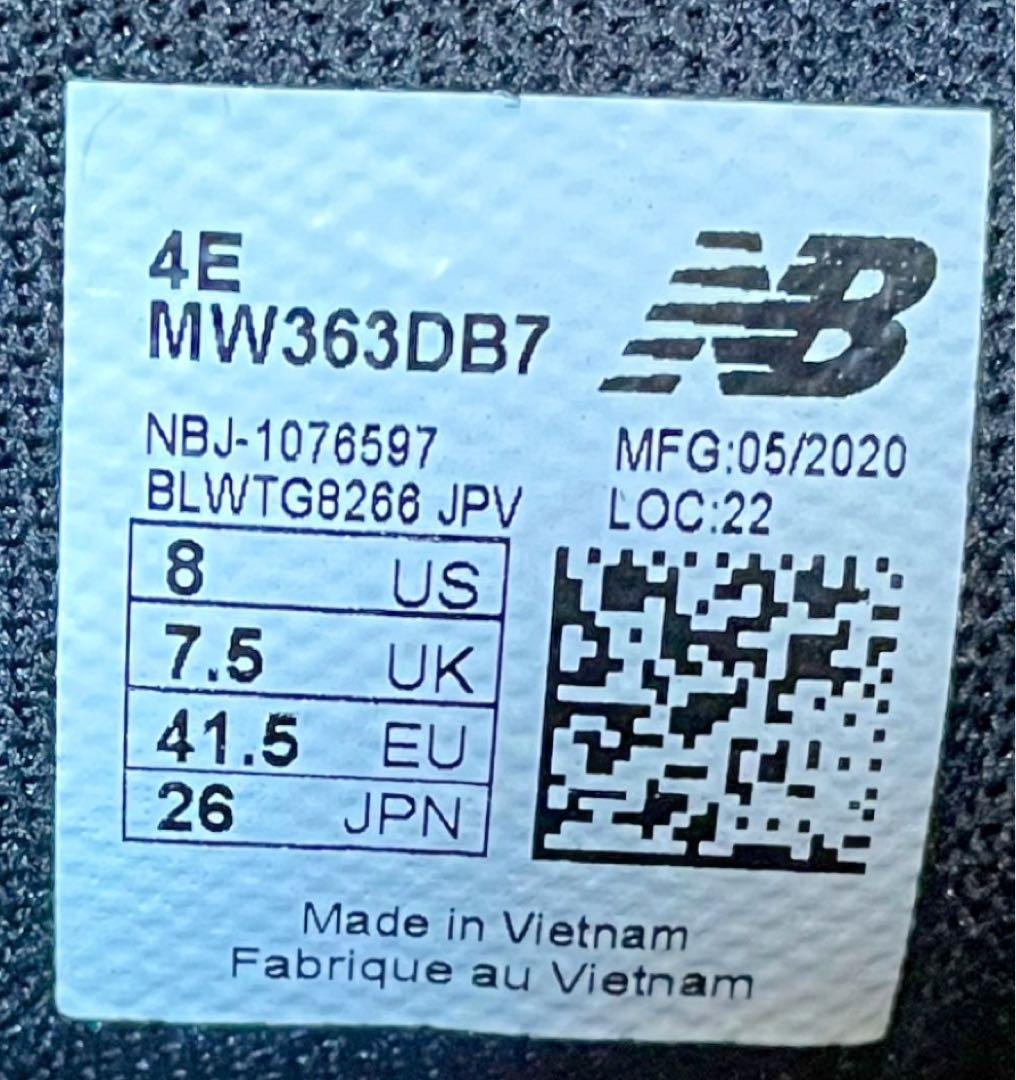 4E
MW363DB7
NB
NBJ-1076597
MFG:05/2020
BLWTG8266 JPV
LOC:22
8 US
7.5 UK
41.5 EU
26 JPN
Made in Vietnam
Fabrique au Vietnam